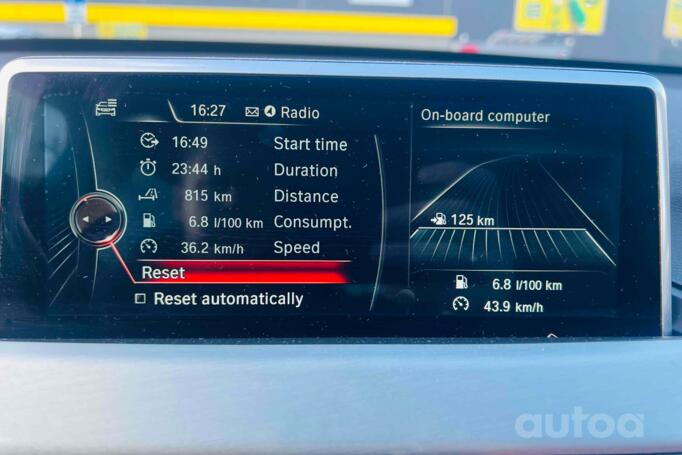 16:27 Radio
On-board computer
16:49 Start time
23:44 h Duration
815 km Distance
6.8 l/100 km Consumpt.
36.2 km/h Speed
Reset
Reset automatically
125 km
6.8 l/100 km
43.9 km/h
autoa